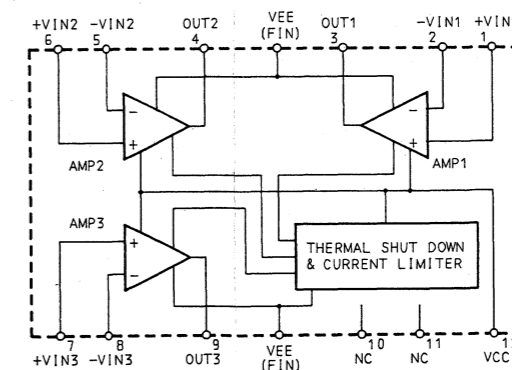 +VIN2 -VIN2 OUT2 VEE OUT1 -VIN1 +VIN
6 5 4 (FIN) 3 2 1
- -
+ +
AMP2 AMP1
AMP3
+ THERMAL SHUT DOWN
- & CURRENT LIMITER
7 8 9 VEE 10 11 1
+VIN3 -VIN3 OUT3 (FIN) NC NC VCC